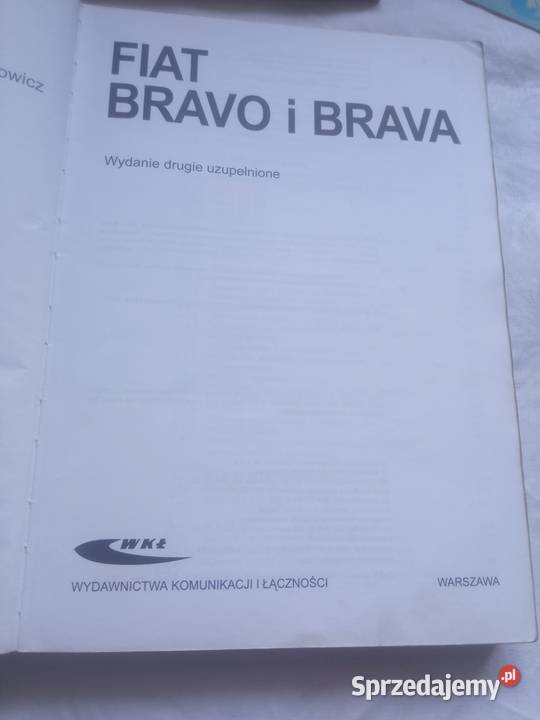 owicz
FIAT
BRAVO i BRAVA
Wydanie drugie uzupełnione
WKŁ
WYDAWNICTWA KOMUNIKACJI I ŁĄCZNOŚCI WARSZAWA
Sprzedajemy.pl